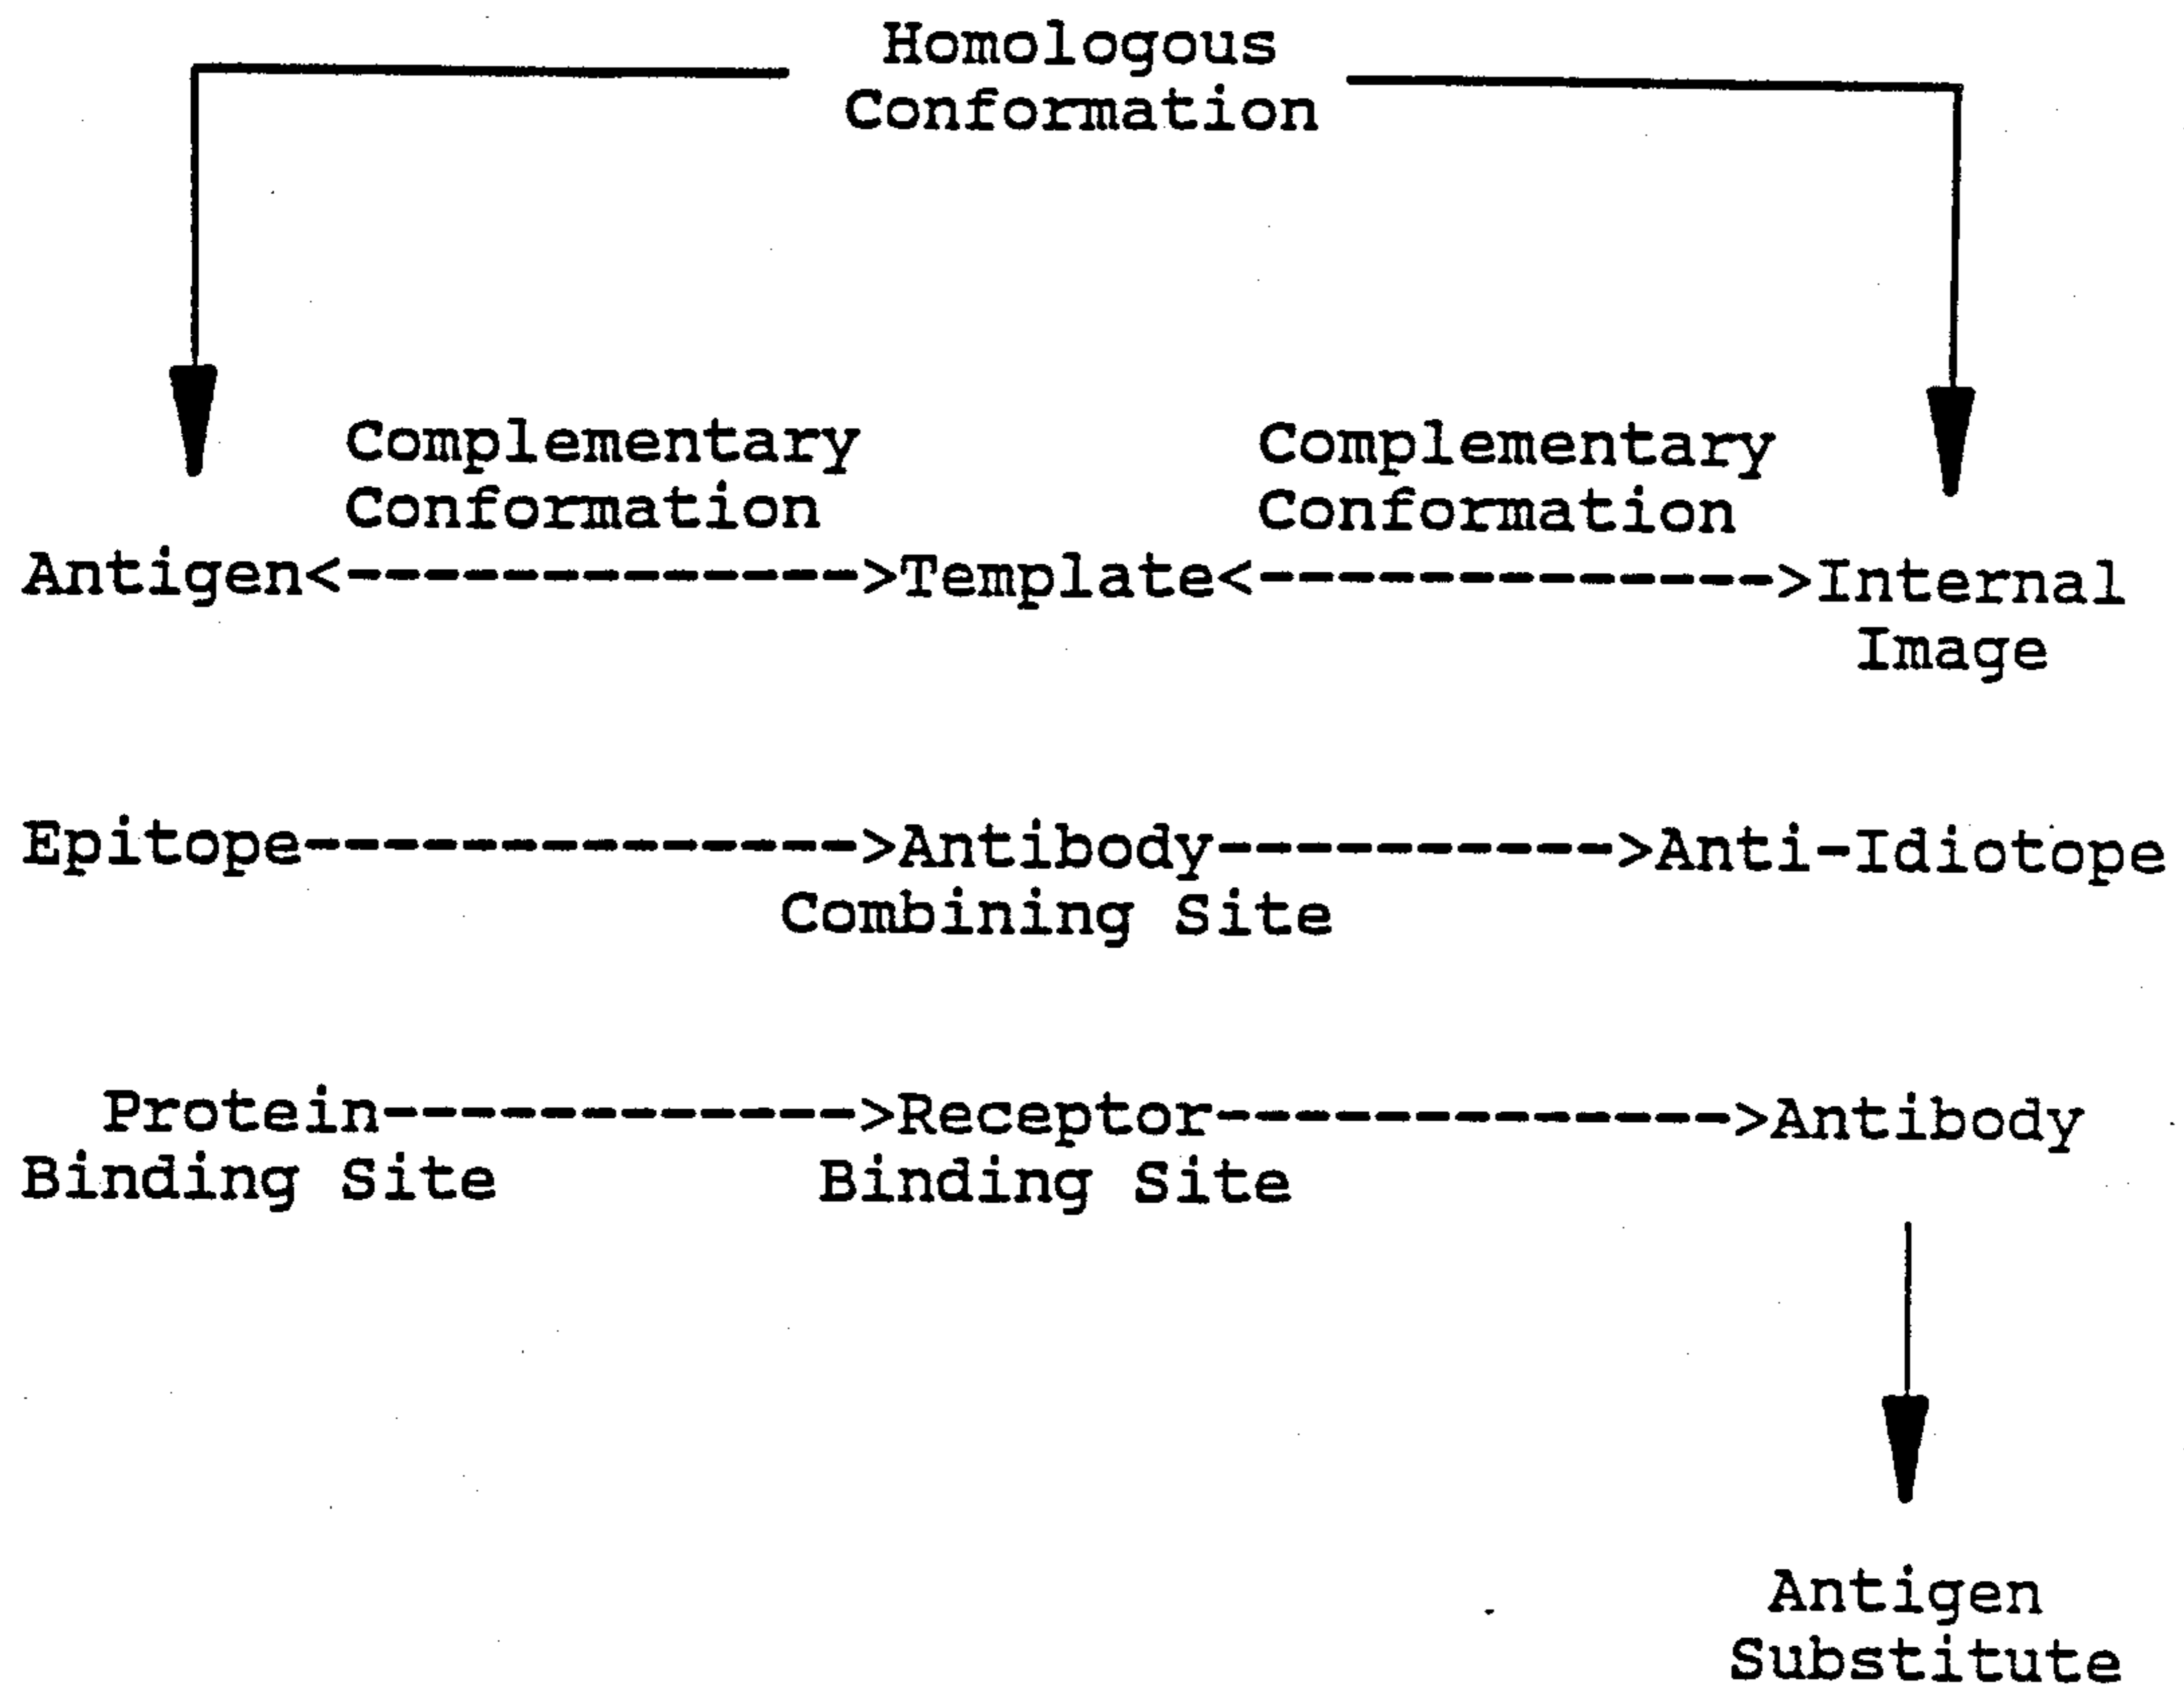 Homologous
Conformation
Complementary Complementary
Conformation Conformation
Antigen<-------------->Template<-------------->Internal
Image
Epitope-------------->Antibody---------->Anti-Idiotope
Combining Site
Protein------------>Receptor------------->Antibody
Binding Site Binding Site
Antigen
Substitute